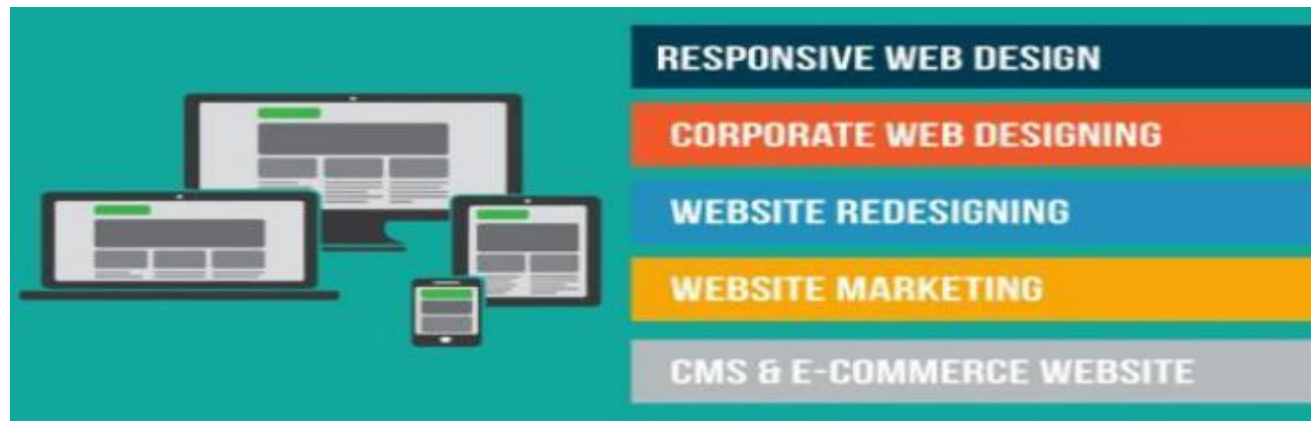 RESPONSIVE WEB DESIGN
CORPORATE WEB DESIGNING
WEBSITE REDESIGNING
WEBSITE MARKETING
CMS & E-COMMERCE WEBSITE